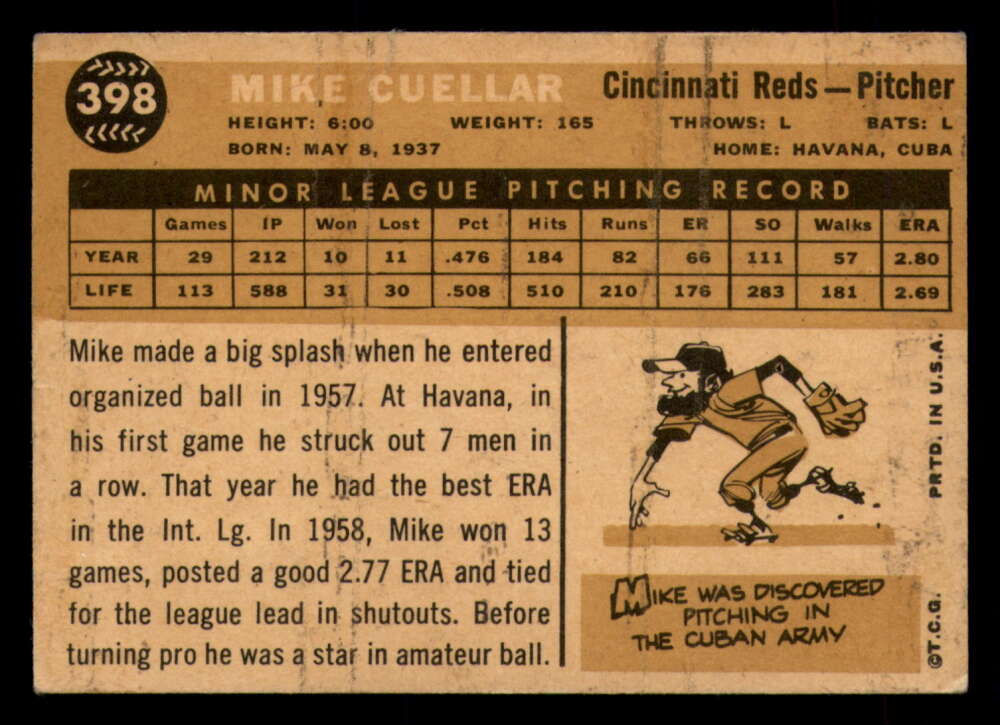 398
MIKE CUELLAR
Cincinnati Reds—Pitcher
HEIGHT: 6:00 WEIGHT: 165 THROWS: L BATS: L
BORN: MAY 8, 1937 HOME: HAVANA, CUBA
MINOR LEAGUE PITCHING RECORD
Games IP Won Lost Pct Hits Runs ER SO Walks ERA
YEAR 29 212 10 11 .476 184 82 66 111 57 2.80
LIFE 113 588 31 30 .508 510 210 176 283 181 2.69
Mike made a big splash when he entered
organized ball in 1957. At Havana, in
his first game he struck out 7 men in
a row. That year he had the best ERA
in the Int. Lg. In 1958, Mike won 13
games, posted a good 2.77 ERA and tied
for the league lead in shutouts. Before
turning pro he was a star in amateur ball.
MIKE WAS DISCOVERED
PITCHING IN
THE CUBAN ARMY
©T.C.G. PRTD. IN U.S.A.